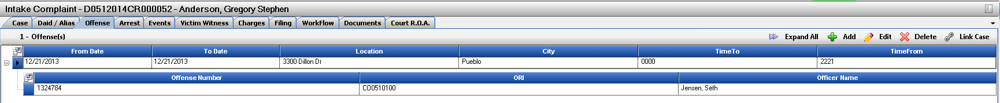 Intake Complaint - D0512014CR000052 - Anderson, Gregory Stephen
Case Daid / Alias Offense Arrest Events Victim Witness Charges Filing WorkFlow Documents Court R.O.A.
1 - Offense(s) Expand All Add Edit Delete Link Case
From Date To Date Location City TimeTo TimeFrom
12/21/2013 12/21/2013 3300 Dillon Dr Pueblo 0000 2221
Offense Number ORI Officer Name
1324784 CO0510100 Jensen, Seth